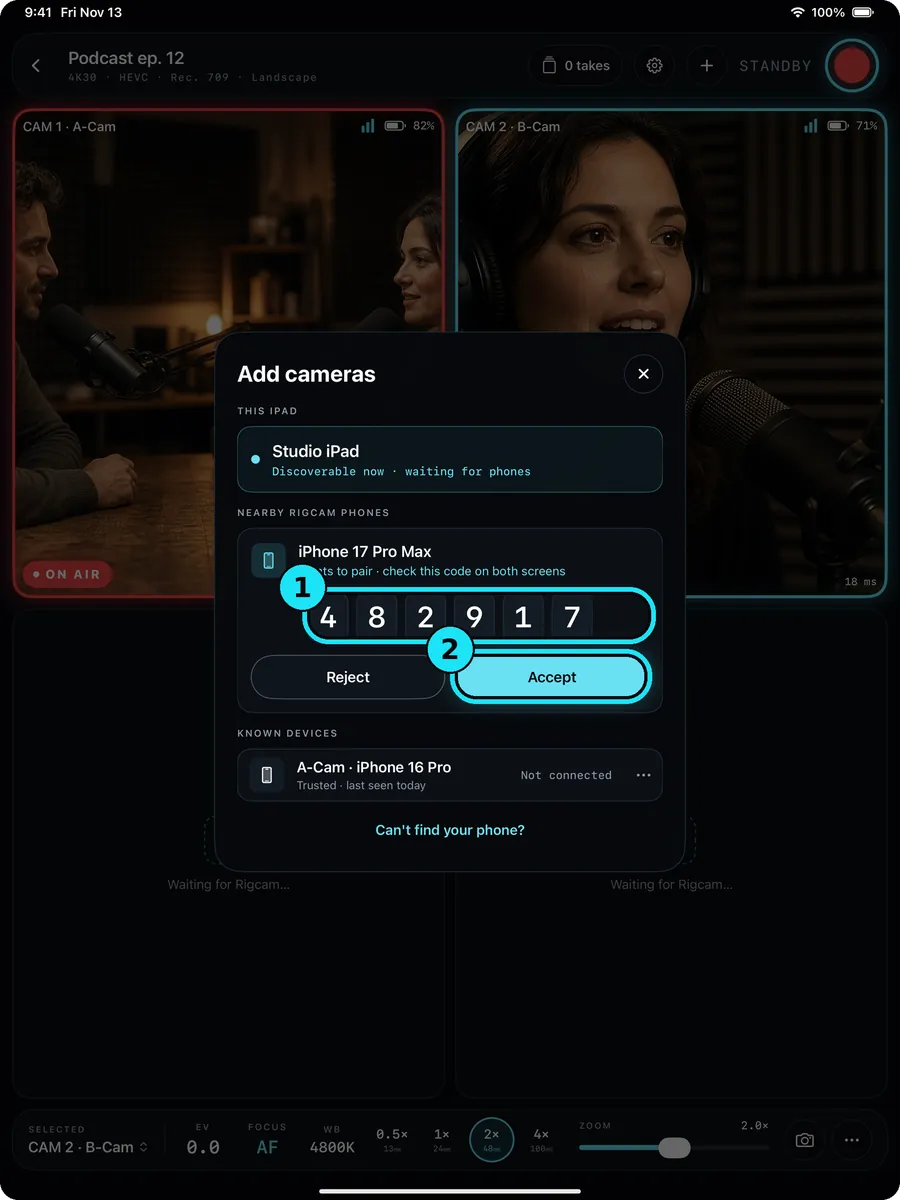 9:41 Fri Nov 13
100%
Podcast ep. 12
4K30 · HEVC · Rec. 709 · Landscape
0 takes
STANDBY
CAM 1 · A-Cam
82%
CAM 2 · B-Cam
71%
ON AIR
18 ms
Add cameras
THIS IPAD
Studio iPad
Discoverable now · waiting for phones
NEARBY RIGCAM PHONES
iPhone 17 Pro Max
to pair · check this code on both screens
1
4 8 2 9 1 7
2
Reject
Accept
KNOWN DEVICES
A-Cam · iPhone 16 Pro
Trusted · last seen today
Not connected
Can't find your phone?
Waiting for Rigcam...
Waiting for Rigcam...
SELECTED
CAM 2 · B-Cam
EV
0.0
FOCUS
AF
WB
4800K
0.5×
13mm
1×
24mm
2×
48mm
4×
100mm
ZOOM
2.0×